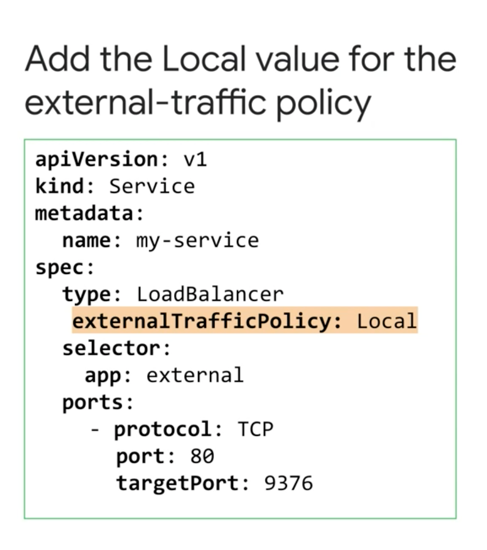 Add the Local value for the
external-traffic policy
apiVersion: v1
kind: Service
metadata:
  name: my-service
spec:
  type: LoadBalancer
  externalTrafficPolicy: Local
  selector:
    app: external
  ports:
    - protocol: TCP
      port: 80
      targetPort: 9376